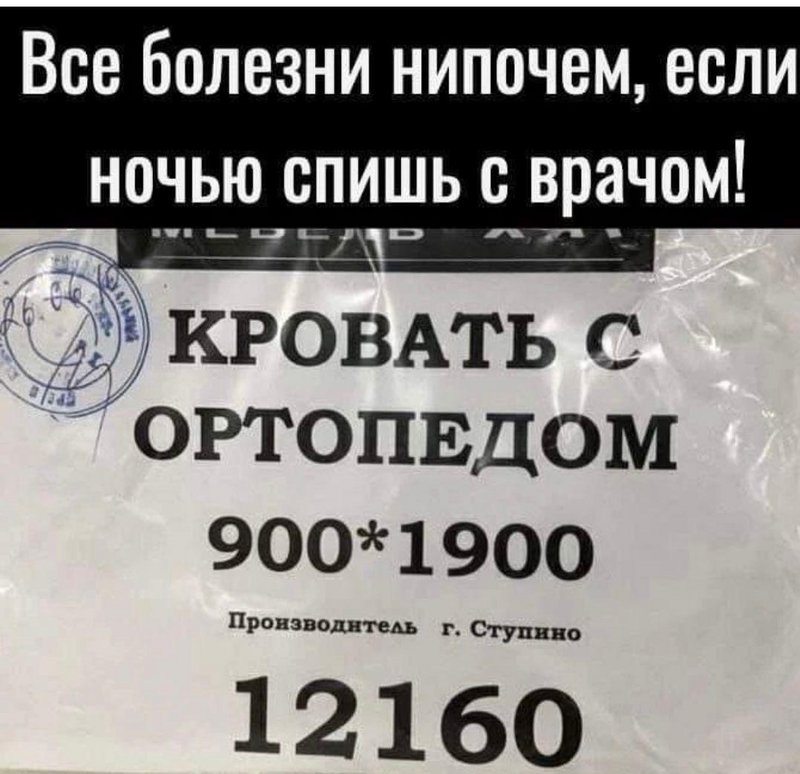 Все болезни нипочем, если
ночью спишь с врачом!
КРОВАТЬ С
ОРТОПЕДОМ
900*1900
Производитель г. Ступино
12160